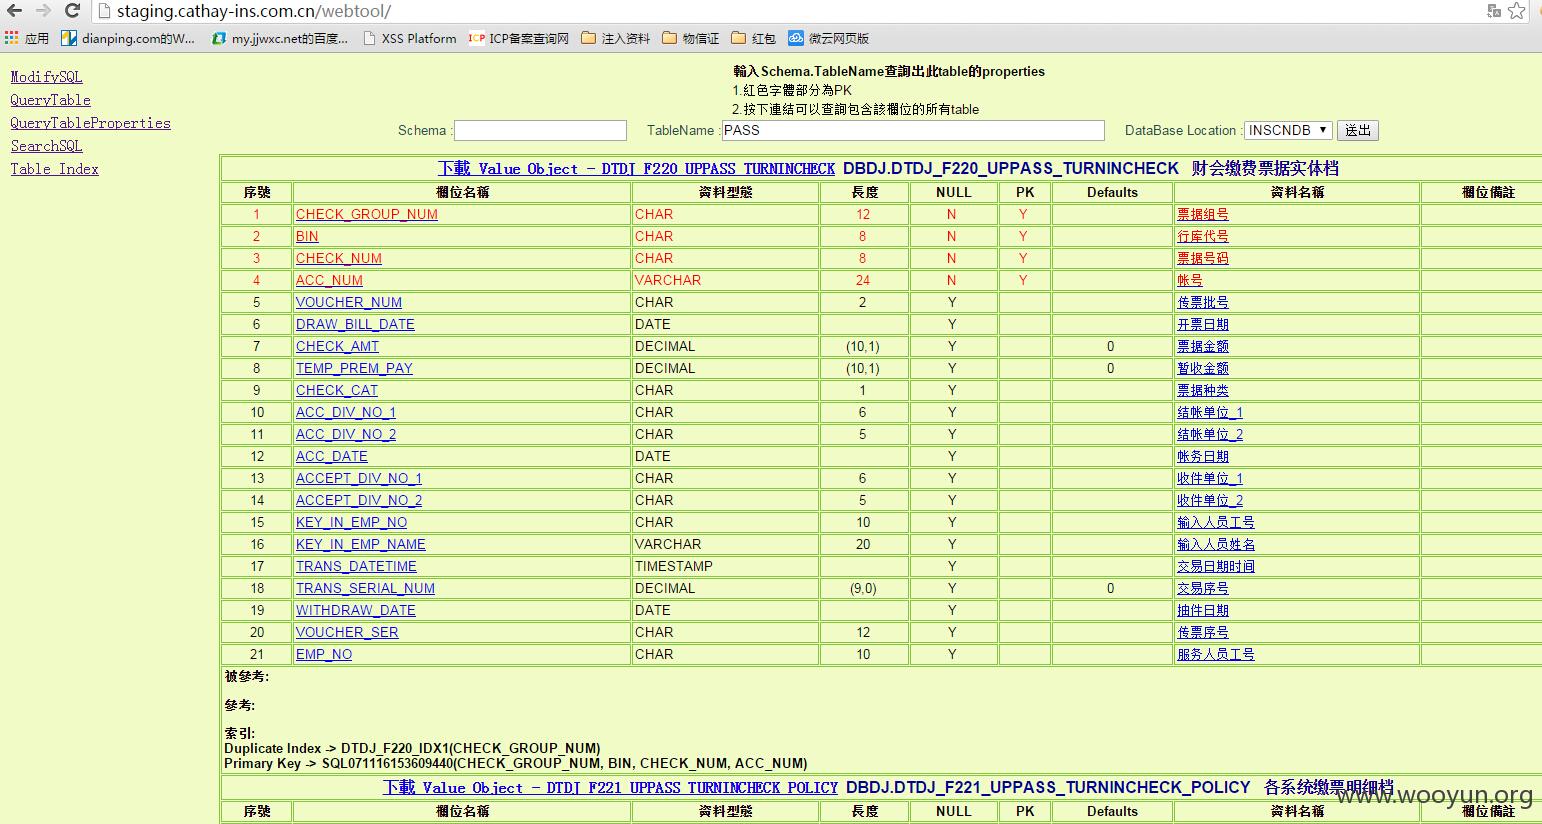 staging.cathay-ins.com.cn/webtool/
应用 dianping.com的W... my.jjwxc.net的百度... XSS Platform ICP ICP备案查询网 注入资料 物信证 红包 微云网页版
ModifySQL
QueryTable
QueryTableProperties
SearchSQL
Table Index
輸入Schema.TableName查詢出此table的properties
1.紅色字體部分為PK
2.按下連结可以查詢包含該欄位的所有table
Schema : TableName : PASS DataBase Location : INSCNDB 送出
下載 Value Object - DTDJ_F220_UPPASS_TURNINCHECK DBDJ.DTDJ_F220_UPPASS_TURNINCHECK 财会缴费票据实体档
序號 欄位名稱 資料型態 長度 NULL PK Defaults 資料名稱 欄位備註
1 CHECK_GROUP_NUM CHAR 12 N Y 票据组号
2 BIN CHAR 8 N Y 行库代号
3 CHECK_NUM CHAR 8 N Y 票据号码
4 ACC_NUM VARCHAR 24 N Y 帐号
5 VOUCHER_NUM CHAR 2 Y 传票批号
6 DRAW_BILL_DATE DATE Y 开票日期
7 CHECK_AMT DECIMAL (10,1) Y 0 票据金额
8 TEMP_PREM_PAY DECIMAL (10,1) Y 0 暂收金额
9 CHECK_CAT CHAR 1 Y 票据种类
10 ACC_DIV_NO_1 CHAR 6 Y 结帐单位_1
11 ACC_DIV_NO_2 CHAR 5 Y 结帐单位_2
12 ACC_DATE DATE Y 帐务日期
13 ACCEPT_DIV_NO_1 CHAR 6 Y 收件单位_1
14 ACCEPT_DIV_NO_2 CHAR 5 Y 收件单位_2
15 KEY_IN_EMP_NO CHAR 10 Y 输入人员工号
16 KEY_IN_EMP_NAME VARCHAR 20 Y 输入人员姓名
17 TRANS_DATETIME TIMESTAMP Y 交易日期时间
18 TRANS_SERIAL_NUM DECIMAL (9,0) Y 0 交易序号
19 WITHDRAW_DATE DATE Y 抽件日期
20 VOUCHER_SER CHAR 12 Y 传票序号
21 EMP_NO CHAR 10 Y 服务人员工号
被參考:
參考:
索引:
Duplicate Index -> DTDJ_F220_IDX1(CHECK_GROUP_NUM)
Primary Key -> SQL071116153609440(CHECK_GROUP_NUM, BIN, CHECK_NUM, ACC_NUM)
下載 Value Object - DTDJ_F221_UPPASS_TURNINCHECK_POLICY DBDJ.DTDJ_F221_UPPASS_TURNINCHECK_POLICY 各系统缴票明细档
www.wooyun.org
序號 欄位名稱 資料型態 長度 NULL PK Defaults 資料名稱 欄位備註